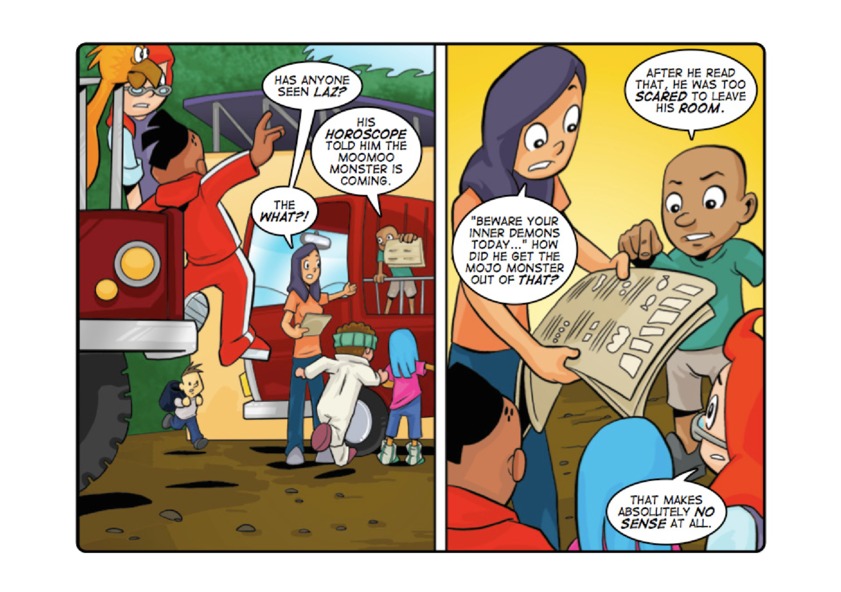 HAS ANYONE
SEEN LAZ?
HIS
HOROSCOPE
TOLD HIM THE
MOOMOO
MONSTER IS
COMING.
THE
WHAT?!
AFTER HE READ
THAT, HE WAS TOO
SCARED TO LEAVE
HIS ROOM.
"BEWARE YOUR
INNER DEMONS
TODAY..." HOW
DID HE GET THE
MOJO MONSTER
OUT OF THAT?
THAT MAKES
ABSOLUTELY NO
SENSE AT ALL.